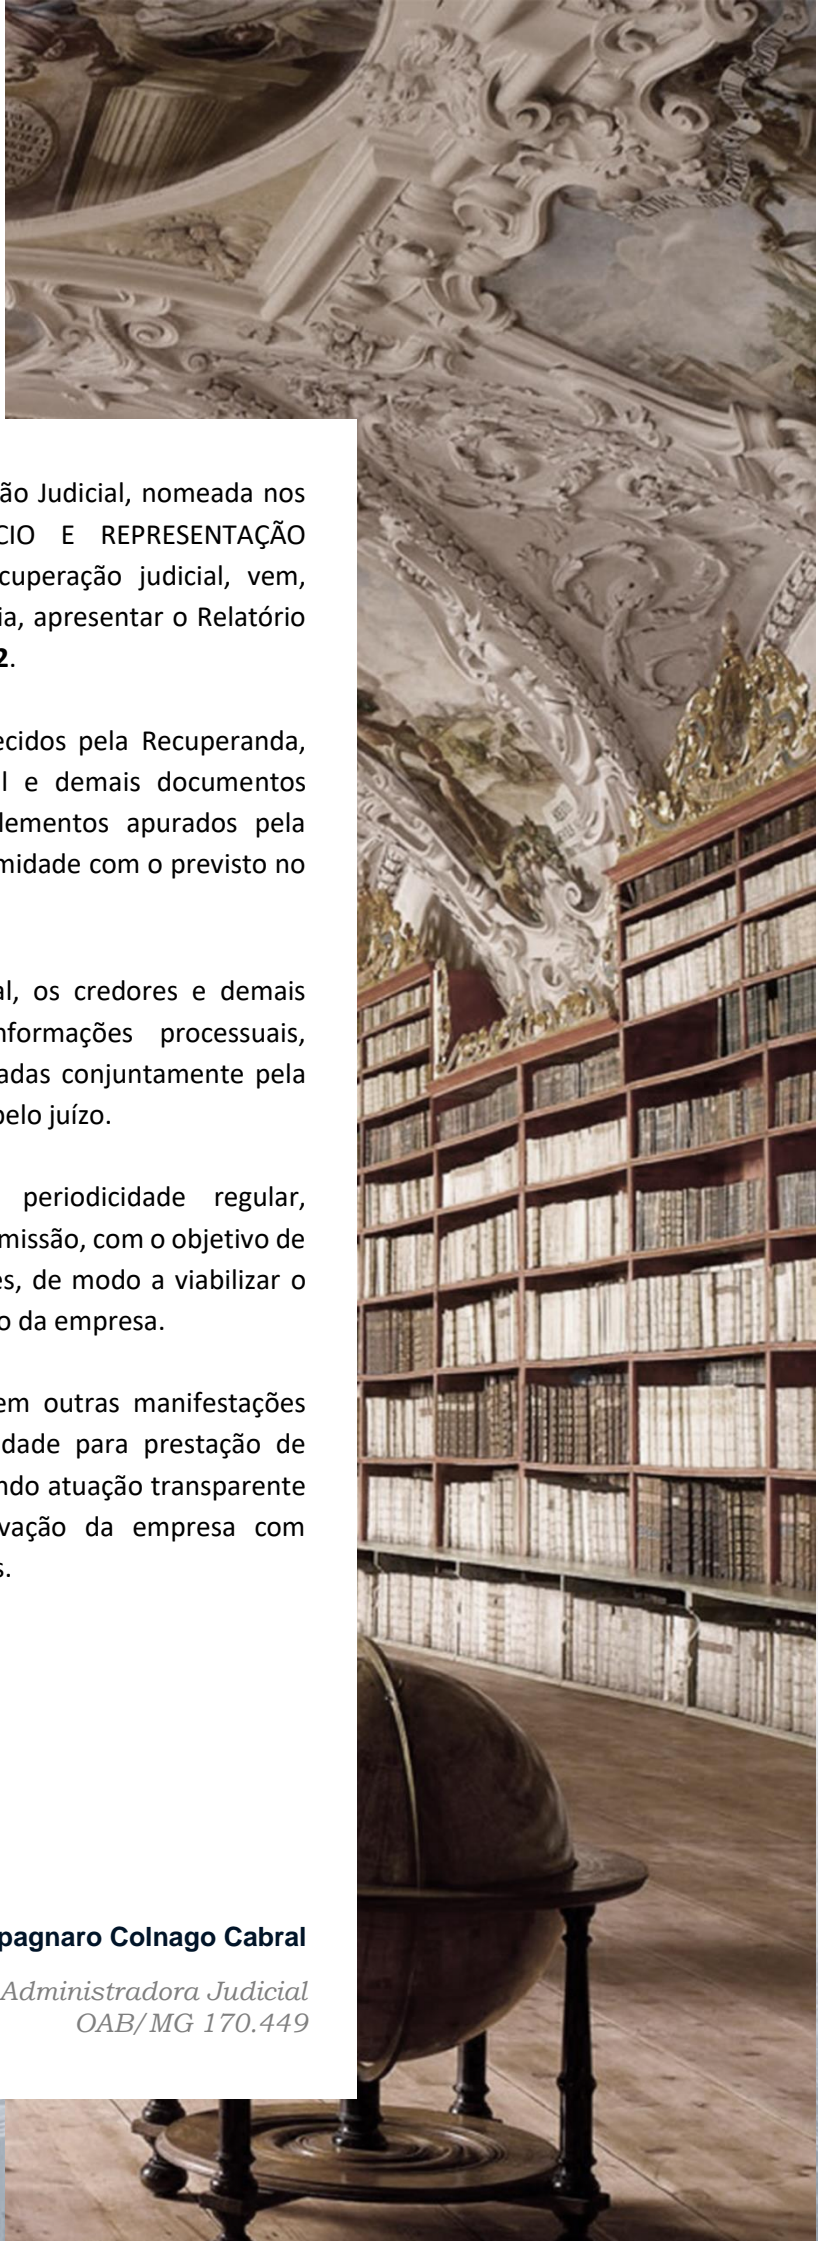 ão Judicial, nomeada nos
CIO E REPRESENTAÇÃO
cuperação judicial, vem,
ia, apresentar o Relatório
2.
ecidos pela Recuperanda,
l e demais documentos
lementos apurados pela
midade com o previsto no
al, os credores e demais
nformações processuais,
adas conjuntamente pela
pelo juízo.
periodicidade regular,
missão, com o objetivo de
es, de modo a viabilizar o
o da empresa.
em outras manifestações
dade para prestação de
ndo atuação transparente
vação da empresa com
s.
pagnaro Colnago Cabral
Administradora Judicial
OAB/MG 170.449